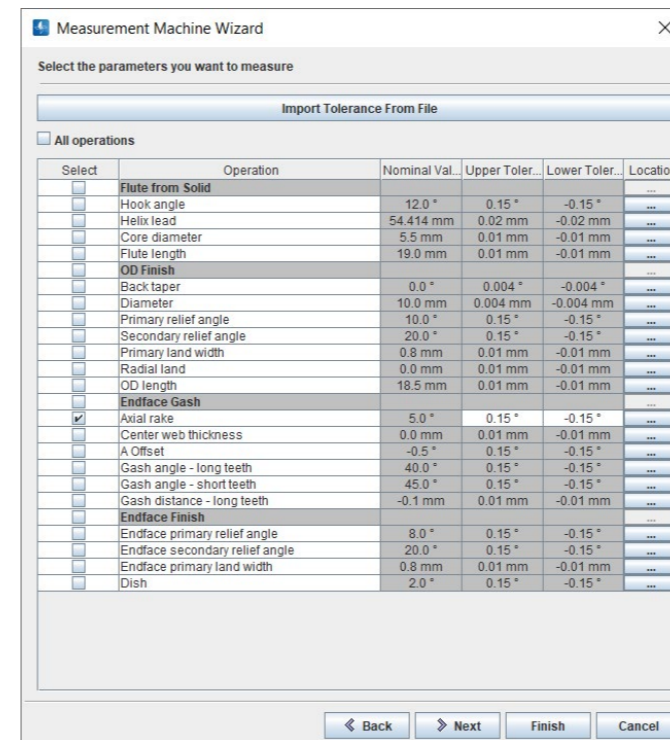 Measurement Machine Wizard
Select the parameters you want to measure
Import Tolerance From File
All operations
Select Operation Nominal Val... Upper Toler... Lower Toler... Locatio
Flute from Solid ...
Hook angle 12.0 ° 0.15 ° -0.15 ° ...
Helix lead 54.414 mm 0.02 mm -0.02 mm ...
Core diameter 5.5 mm 0.01 mm -0.01 mm ...
Flute length 19.0 mm 0.01 mm -0.01 mm ...
OD Finish ...
Back taper 0.0 ° 0.004 ° -0.004 ° ...
Diameter 10.0 mm 0.004 mm -0.004 mm ...
Primary relief angle 10.0 ° 0.15 ° -0.15 ° ...
Secondary relief angle 20.0 ° 0.15 ° -0.15 ° ...
Primary land width 0.8 mm 0.01 mm -0.01 mm ...
Radial land 0.0 mm 0.01 mm -0.01 mm ...
OD length 18.5 mm 0.01 mm -0.01 mm ...
Endface Gash ...
Axial rake 5.0 ° 0.15 ° -0.15 ° ...
Center web thickness 0.0 mm 0.01 mm -0.01 mm ...
A Offset -0.5 ° 0.15 ° -0.15 ° ...
Gash angle - long teeth 40.0 ° 0.15 ° -0.15 ° ...
Gash angle - short teeth 45.0 ° 0.15 ° -0.15 ° ...
Gash distance - long teeth -0.1 mm 0.01 mm -0.01 mm ...
Endface Finish ...
Endface primary relief angle 8.0 ° 0.15 ° -0.15 ° ...
Endface secondary relief angle 20.0 ° 0.15 ° -0.15 ° ...
Endface primary land width 0.8 mm 0.01 mm -0.01 mm ...
Dish 2.0 ° 0.15 ° -0.15 ° ...
Back Next Finish Cancel